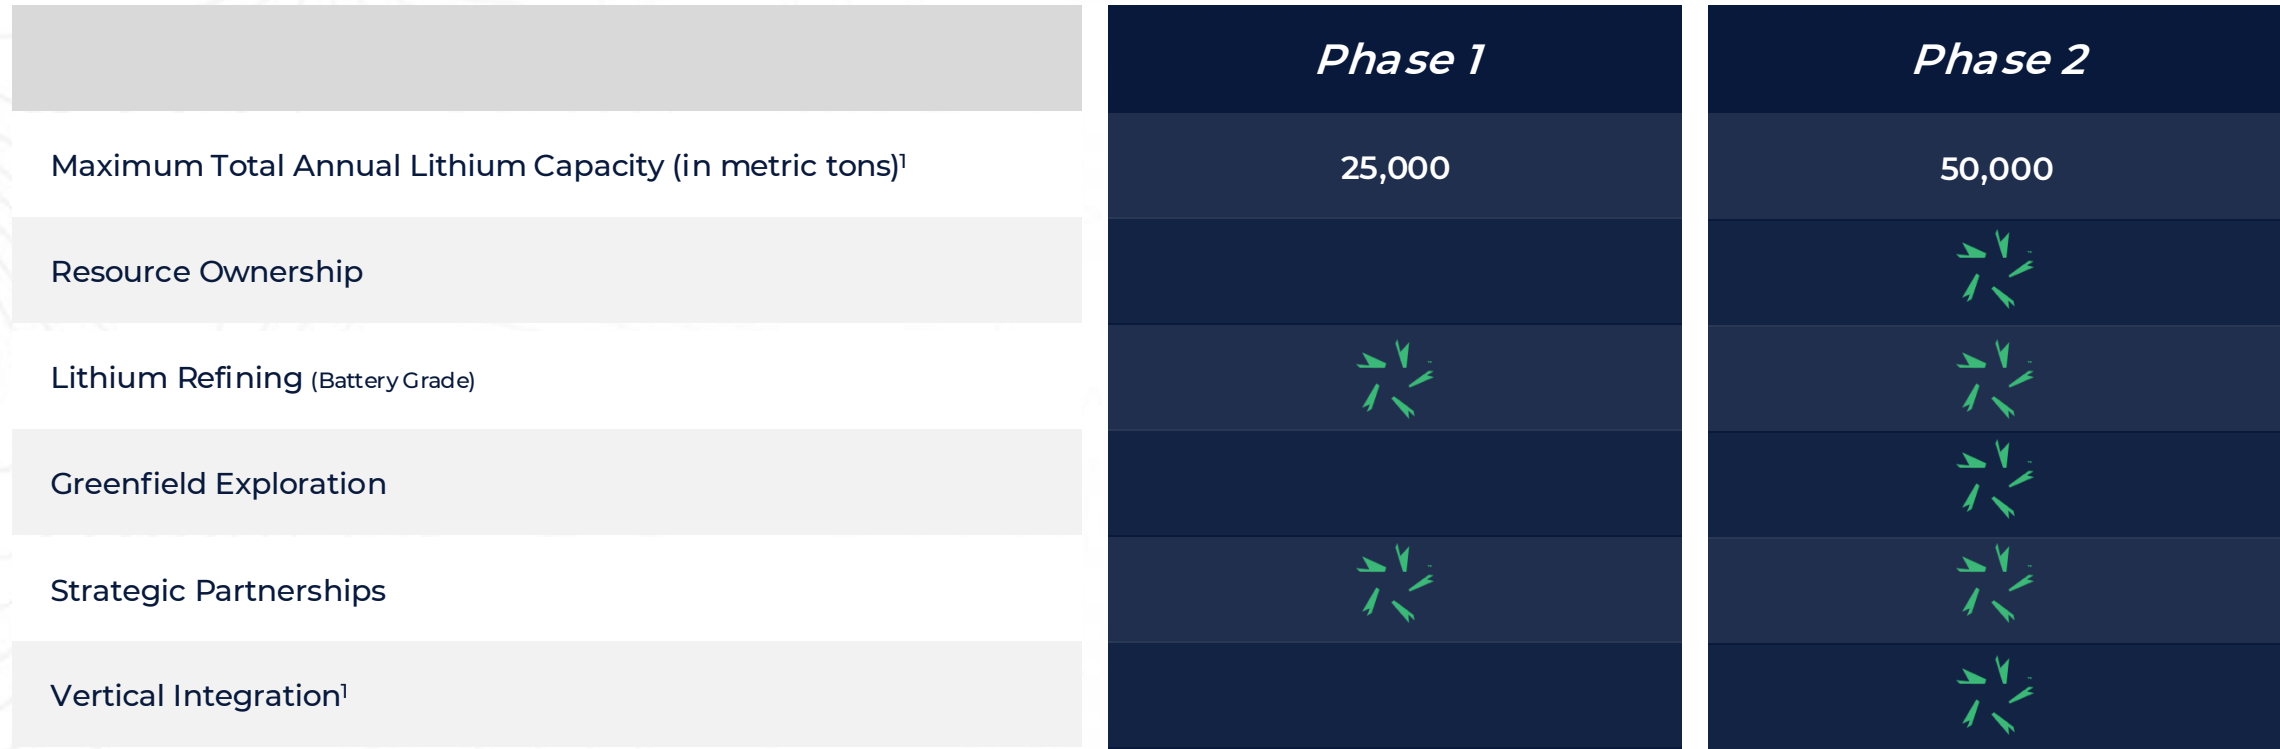 Phase 1 Phase 2
Maximum Total Annual Lithium Capacity (in metric tons)¹ 25,000 50,000
Resource Ownership
Lithium Refining (Battery Grade)
Greenfield Exploration
Strategic Partnerships
Vertical Integration¹